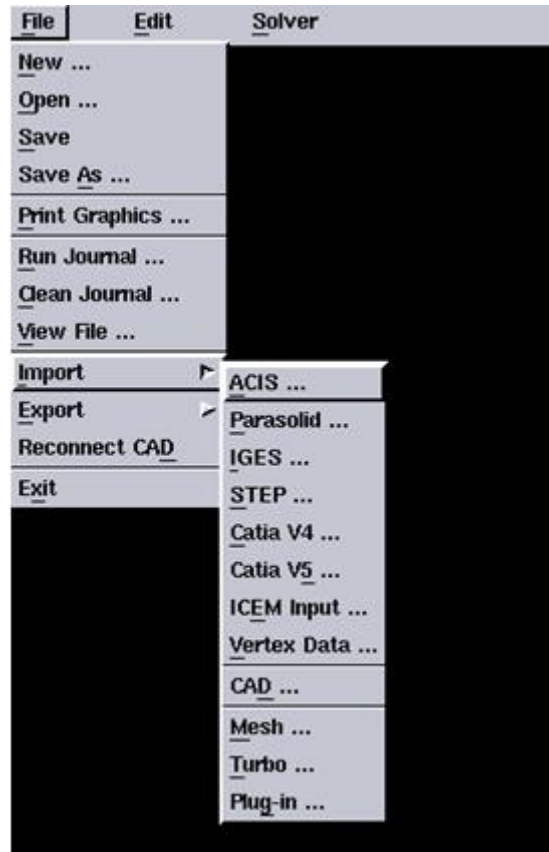 File Edit Solver
New ...
Open ...
Save
Save As ...
Print Graphics ...
Run Journal ...
Clean Journal ...
View File ...
Import
Export
Reconnect CAD
Exit
ACIS ...
Parasolid ...
IGES ...
STEP ...
Catia V4 ...
Catia V5 ...
ICEM Input ...
Vertex Data ...
CAD ...
Mesh ...
Turbo ...
Plug-in ...